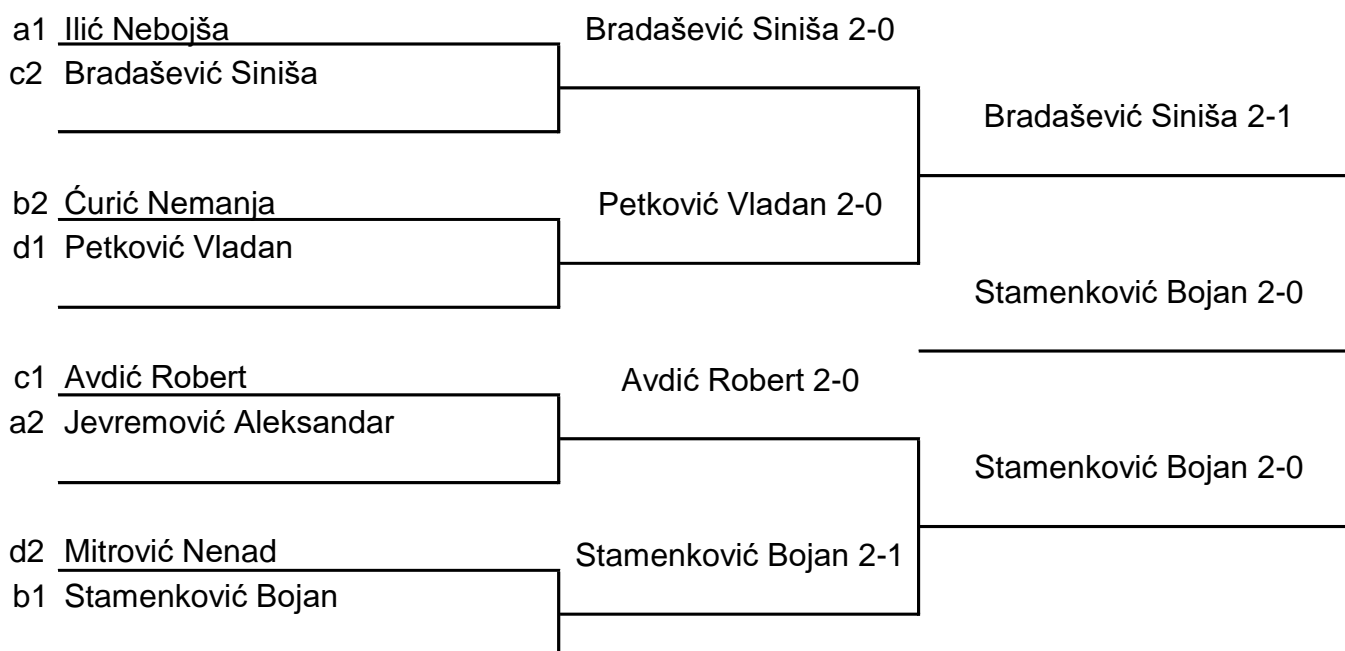 a1 Ilić Nebojša Bradašević Siniša 2-0
c2 Bradašević Siniša
Bradašević Siniša 2-1
b2 Ćurić Nemanja Petković Vladan 2-0
d1 Petković Vladan
Stamenković Bojan 2-0
c1 Avdić Robert Avdić Robert 2-0
a2 Jevremović Aleksandar
Stamenković Bojan 2-0
d2 Mitrović Nenad Stamenković Bojan 2-1
b1 Stamenković Bojan